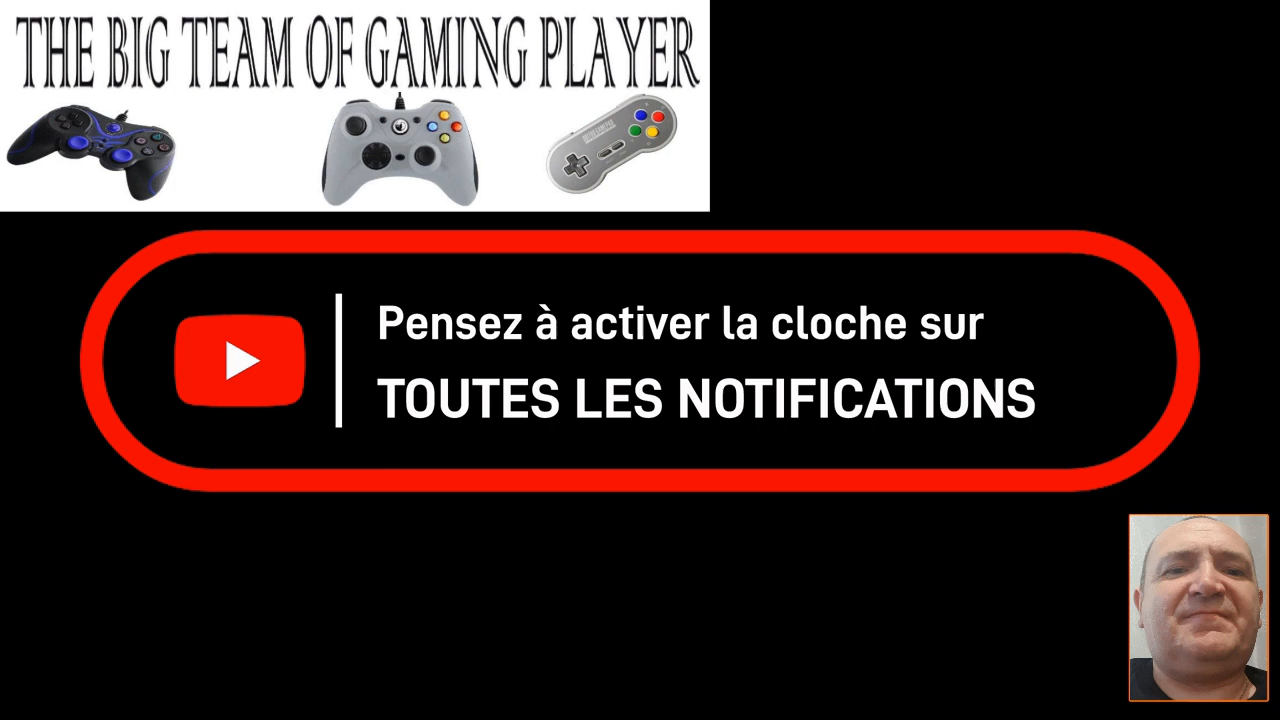 THE BIG TEAM OF GAMING PLAYER
Pensez à activer la cloche sur
TOUTES LES NOTIFICATIONS